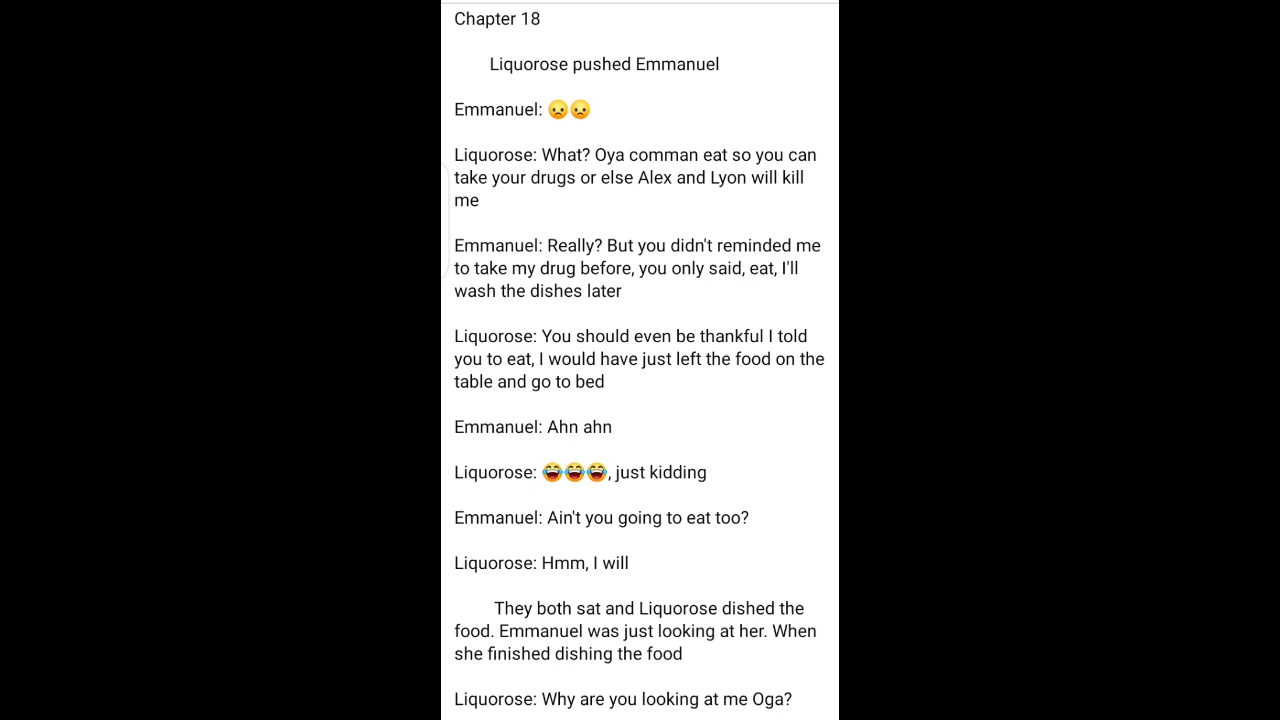 Chapter 18
Liquorose pushed Emmanuel
Emmanuel: 😞😞
Liquorose: What? Oya comman eat so you can
take your drugs or else Alex and Lyon will kill
me
Emmanuel: Really? But you didn't reminded me
to take my drug before, you only said, eat, I'll
wash the dishes later
Liquorose: You should even be thankful I told
you to eat, I would have just left the food on the
table and go to bed
Emmanuel: Ahn ahn
Liquorose: 😂😂😂, just kidding
Emmanuel: Ain't you going to eat too?
Liquorose: Hmm, I will
They both sat and Liquorose dished the
food. Emmanuel was just looking at her. When
she finished dishing the food
Liquorose: Why are you looking at me Oga?